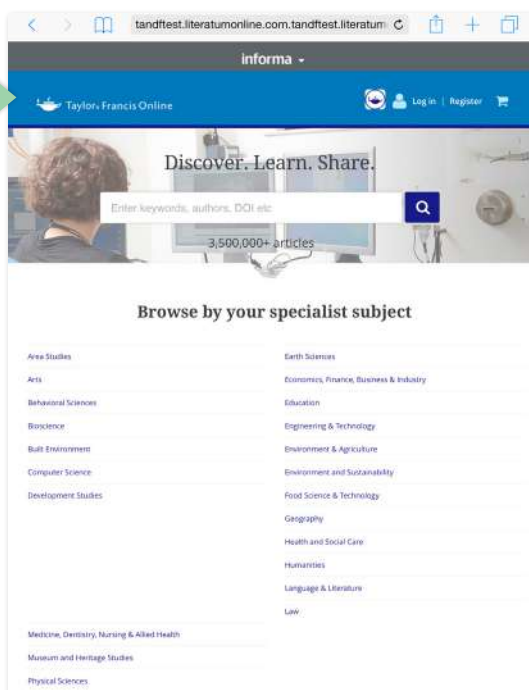 tandftest.literatumonline.com.tandftest.literatum
informa
Taylor & Francis Online
Log in | Register
Discover. Learn. Share.
Enter keywords, authors, DOI etc
3,500,000+ articles
Browse by your specialist subject
Area Studies
Arts
Behavioral Sciences
Bioscience
Built Environment
Computer Science
Development Studies
Earth Sciences
Economics, Finance, Business & Industry
Education
Engineering & Technology
Environment & Agriculture
Environment and Sustainability
Food Science & Technology
Geography
Health and Social Care
Humanities
Language & Literature
Law
Medicine, Dentistry, Nursing & Allied Health
Museum and Heritage Studies
Physical Sciences